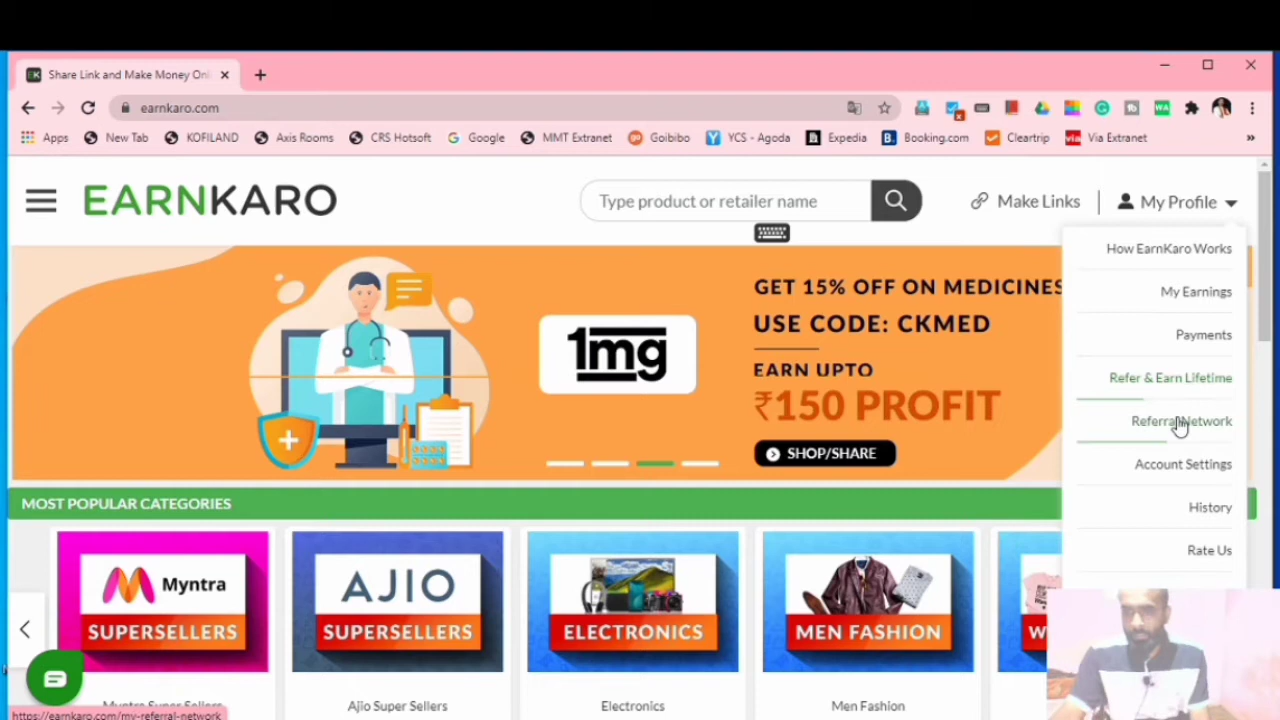 EK Share Link and Make Money Onl
earnkaro.com
Apps New Tab KOFILAND Axis Rooms CRS Hotsoft Google MMT Extranet Goibibo YCS - Agoda Expedia Booking.com Cleartrip Via Extranet »
EARNKARO
Type product or retailer name
Make Links
My Profile
How EarnKaro Works
My Earnings
Payments
Refer & Earn Lifetime
Referral Network
Account Settings
History
Rate Us
1mg
GET 15% OFF ON MEDICINES
USE CODE: CKMED
EARN UPTO
₹150 PROFIT
SHOP/SHARE
MOST POPULAR CATEGORIES
Myntra
SUPERSELLERS
AJIO
SUPERSELLERS
ELECTRONICS
MEN FASHION
W
Myntra Super Sellers
Ajio Super Sellers
Electronics
Men Fashion
https://earnkaro.com/my-referral-network